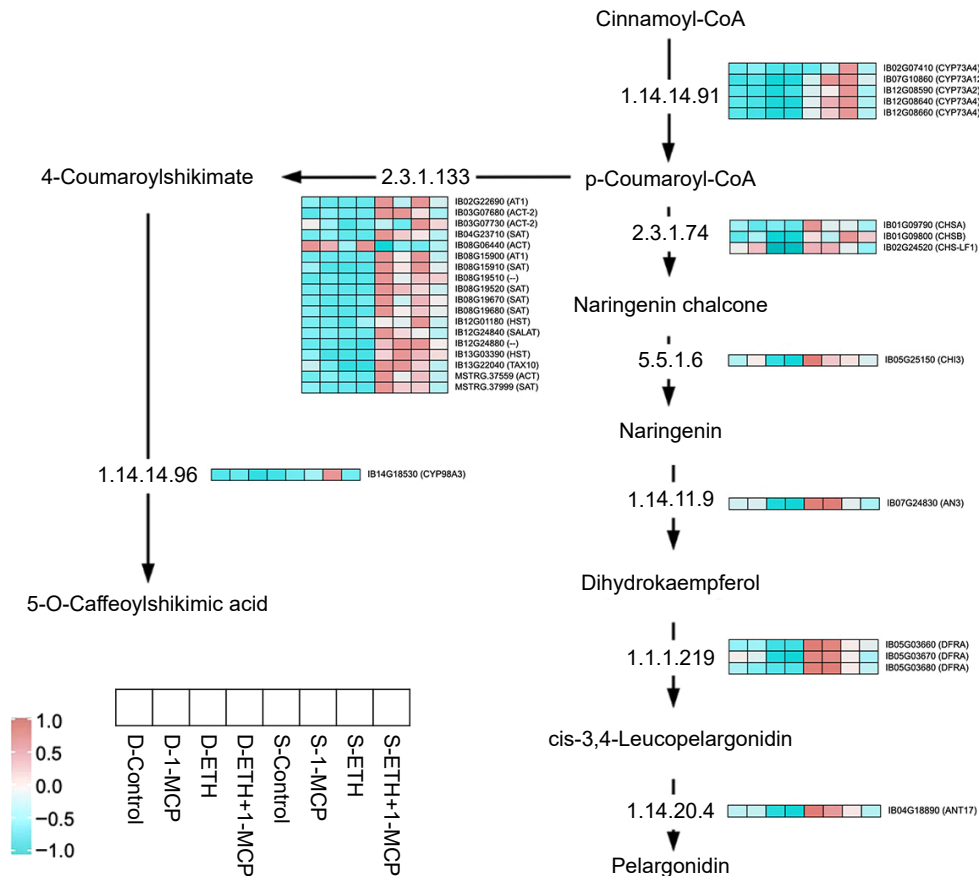 Cinnamoyl-CoA
1.14.14.91
IB02G07410 (CYP73A4)
IB07G10860 (CYP73A12
IB12G08590 (CYP73A2)
IB12G08640 (CYP73A4)
IB12G08660 (CYP73A4)
4-Coumaroylshikimate
2.3.1.133
p-Coumaroyl-CoA
IB02G22690 (AT1)
IB03G07680 (ACT-2)
IB03G07730 (ACT-2)
IB04G23710 (SAT)
IB08G06440 (ACT)
IB08G15900 (AT1)
IB08G15910 (SAT)
IB08G19510 (--)
IB08G19520 (SAT)
IB08G19670 (SAT)
IB08G19680 (SAT)
IB12G01180 (HST)
IB12G24840 (SALAT)
IB12G24880 (--)
IB13G03390 (HST)
IB13G22040 (TAX10)
MSTRG.37559 (ACT)
MSTRG.37999 (SAT)
2.3.1.74
IB01G09790 (CHSA)
IB01G09800 (CHSB)
IB02G24520 (CHS-LF1)
Naringenin chalcone
5.5.1.6
IB05G25150 (CHI3)
Naringenin
1.14.14.96
IB14G18530 (CYP98A3)
1.14.11.9
IB07G24830 (AN3)
Dihydrokaempferol
5-O-Caffeoylshikimic acid
1.1.1.219
IB05G03660 (DFRA)
IB05G03670 (DFRA)
IB05G03680 (DFRA)
cis-3,4-Leucopelargonidin
1.14.20.4
IB04G18890 (ANT17)
Pelargonidin
1.0
0.5
0.0
−0.5
−1.0
D-Control
D-1-MCP
D-ETH
D-ETH+1-MCP
S-Control
S-1-MCP
S-ETH
S-ETH+1-MCP